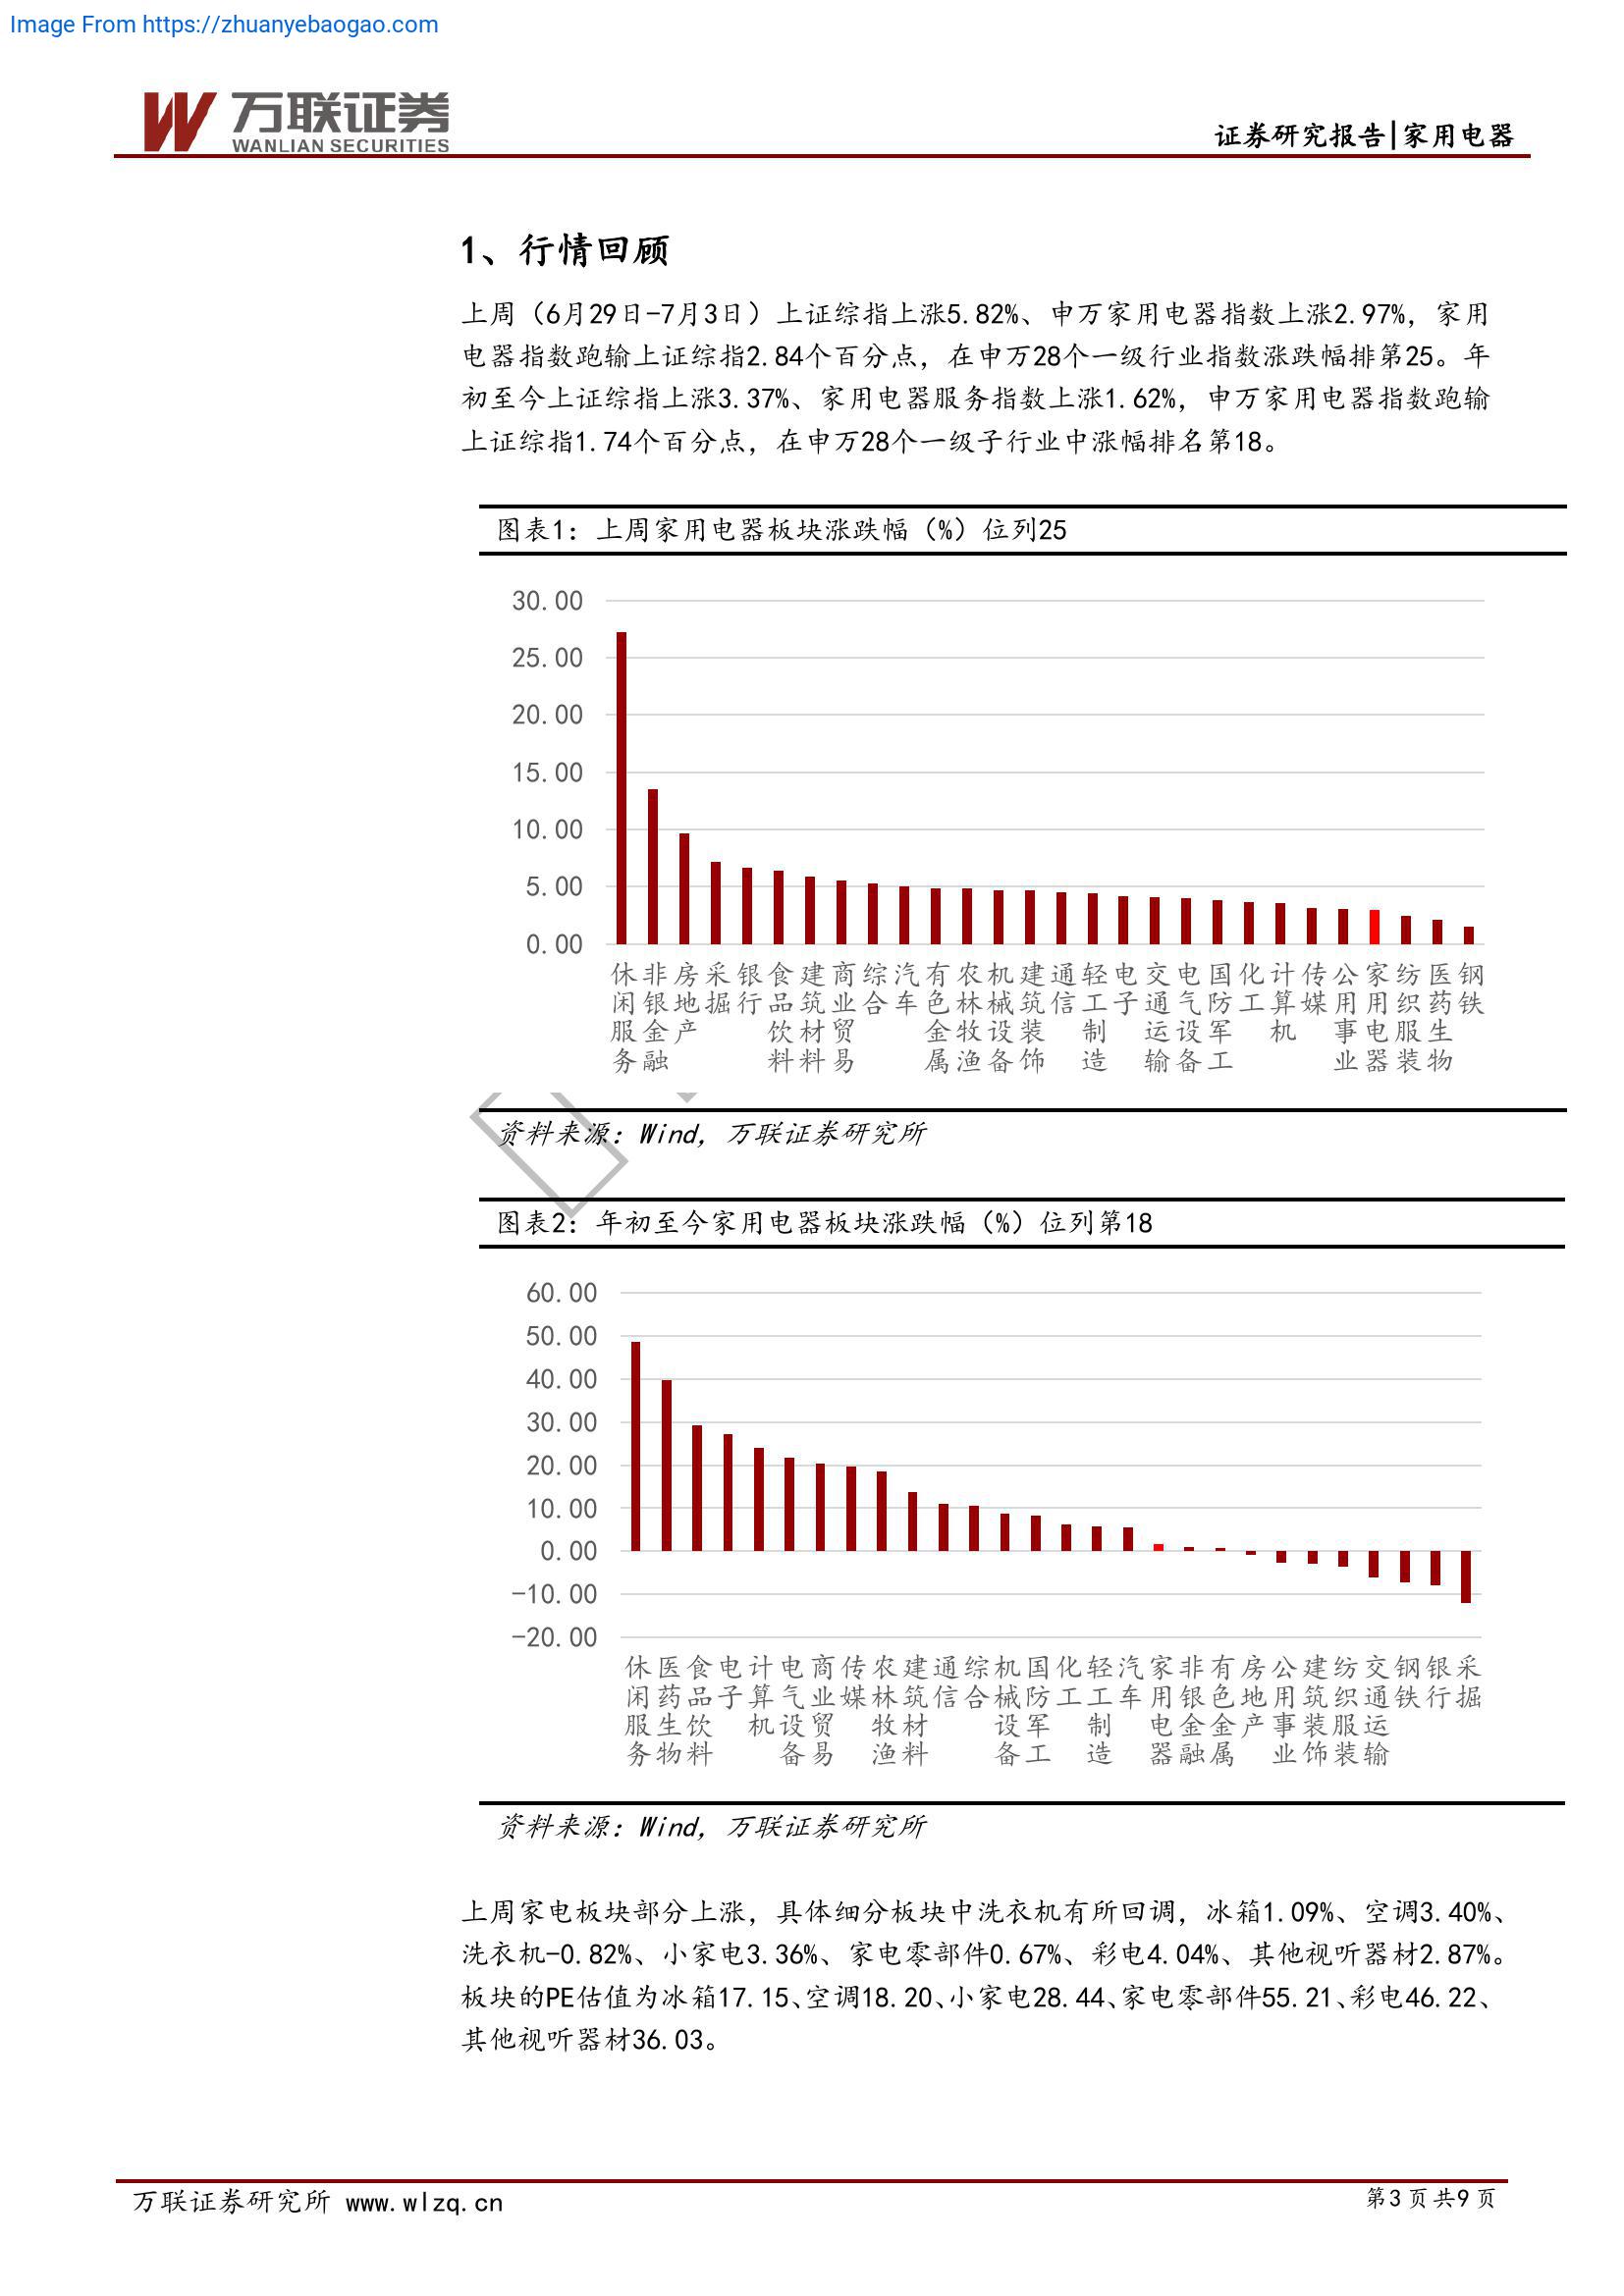 Image From https://zhuanyebaogao.com
万联证券
WANLIAN SECURITIES
证券研究报告|家用电器
1、行情回顾
上周（6月29日-7月3日）上证综指上涨5.82%、申万家用电器指数上涨2.97%，家用
电器指数跑输上证综指2.84个百分点，在申万28个一级行业指数涨跌幅排第25。年
初至今上证综指上涨3.37%、家用电器服务指数上涨1.62%，申万家用电器指数跑输
上证综指1.74个百分点，在申万28个一级子行业中涨幅排名第18。
图表1：上周家用电器板块涨跌幅（%）位列25
30.00
25.00
20.00
15.00
10.00
5.00
0.00
休闲服务
非银金融
房地产
采掘
银行
食品饮料
建筑材料
商业贸易
综合
汽车
有色金属
农林牧渔
机械设备
建筑装饰
通信
轻工制造
电子
交通运输
电气设备
国防军工
化工
计算机
传媒
公用事业
家用电器
纺织服装
医药生物
钢铁
资料来源：Wind，万联证券研究所
图表2：年初至今家用电器板块涨跌幅（%）位列第18
60.00
50.00
40.00
30.00
20.00
10.00
0.00
-10.00
-20.00
休闲服务
医药生物
食品饮料
电子
计算机
电气设备
商业贸易
传媒
农林牧渔
建筑材料
通信
综合
机械设备
国防军工
化工
轻工制造
汽车
家用电器
非银金融
有色金属
房地产
公用事业
建筑装饰
纺织服装
交通运输
钢铁
银行
采掘
资料来源：Wind，万联证券研究所
上周家电板块部分上涨，具体细分板块中洗衣机有所回调，冰箱1.09%、空调3.40%、
洗衣机-0.82%、小家电3.36%、家电零部件0.67%、彩电4.04%、其他视听器材2.87%。
板块的PE估值为冰箱17.15、空调18.20、小家电28.44、家电零部件55.21、彩电46.22、
其他视听器材36.03。
万联证券研究所 www.wlzq.cn
第3页共9页